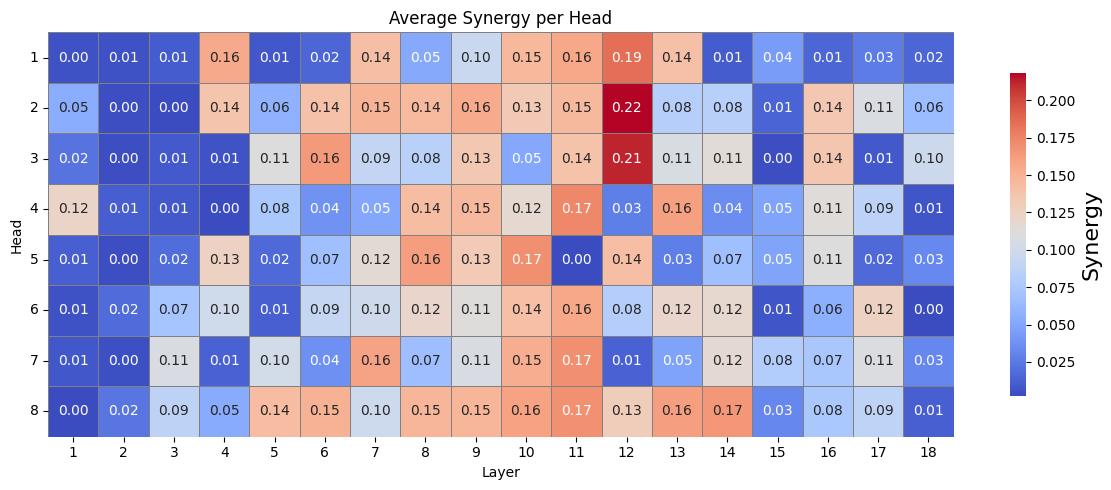 Average Synergy per Head
1 0.00 0.01 0.01 0.16 0.01 0.02 0.14 0.05 0.10 0.15 0.16 0.19 0.14 0.01 0.04 0.01 0.03 0.02
2 0.05 0.00 0.00 0.14 0.06 0.14 0.15 0.14 0.16 0.13 0.15 0.22 0.08 0.08 0.01 0.14 0.11 0.06
3 0.02 0.00 0.01 0.01 0.11 0.16 0.09 0.08 0.13 0.05 0.14 0.21 0.11 0.11 0.00 0.14 0.01 0.10
4 0.12 0.01 0.01 0.00 0.08 0.04 0.05 0.14 0.15 0.12 0.17 0.03 0.16 0.04 0.05 0.11 0.09 0.01
5 0.01 0.00 0.02 0.13 0.02 0.07 0.12 0.16 0.13 0.17 0.00 0.14 0.03 0.07 0.05 0.11 0.02 0.03
6 0.01 0.02 0.07 0.10 0.01 0.09 0.10 0.12 0.11 0.14 0.16 0.08 0.12 0.12 0.01 0.06 0.12 0.00
7 0.01 0.00 0.11 0.01 0.10 0.04 0.16 0.07 0.11 0.15 0.17 0.01 0.05 0.12 0.08 0.07 0.11 0.03
8 0.00 0.02 0.09 0.05 0.14 0.15 0.10 0.15 0.15 0.16 0.17 0.13 0.16 0.17 0.03 0.08 0.09 0.01
1 2 3 4 5 6 7 8 9 10 11 12 13 14 15 16 17 18
Layer
Head
0.200
0.175
0.150
0.125
0.100
0.075
0.050
0.025
Synergy